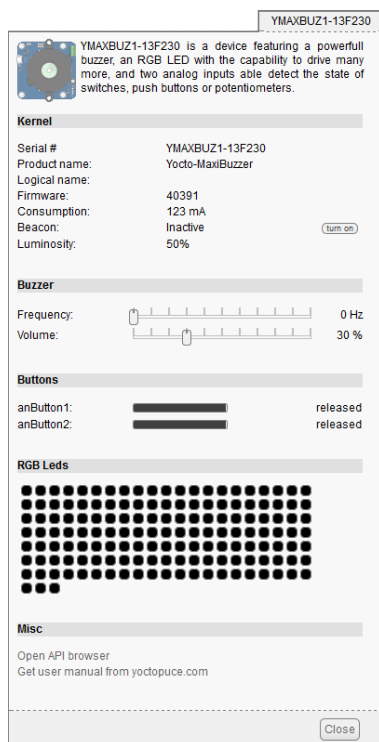 YMAXBUZ1-13F230
YMAXBUZ1-13F230 is a device featuring a powerfull
buzzer, an RGB LED with the capability to drive many
more, and two analog inputs able detect the state of
switches, push buttons or potentiometers.
Kernel
Serial # YMAXBUZ1-13F230
Product name: Yocto-MaxiBuzzer
Logical name:
Firmware: 40391
Consumption: 123 mA
Beacon: Inactive turn on
Luminosity: 50%
Buzzer
Frequency: 0 Hz
Volume: 30 %
Buttons
anButton1: released
anButton2: released
RGB Leds
Misc
Open API browser
Get user manual from yoctopuce.com
Close